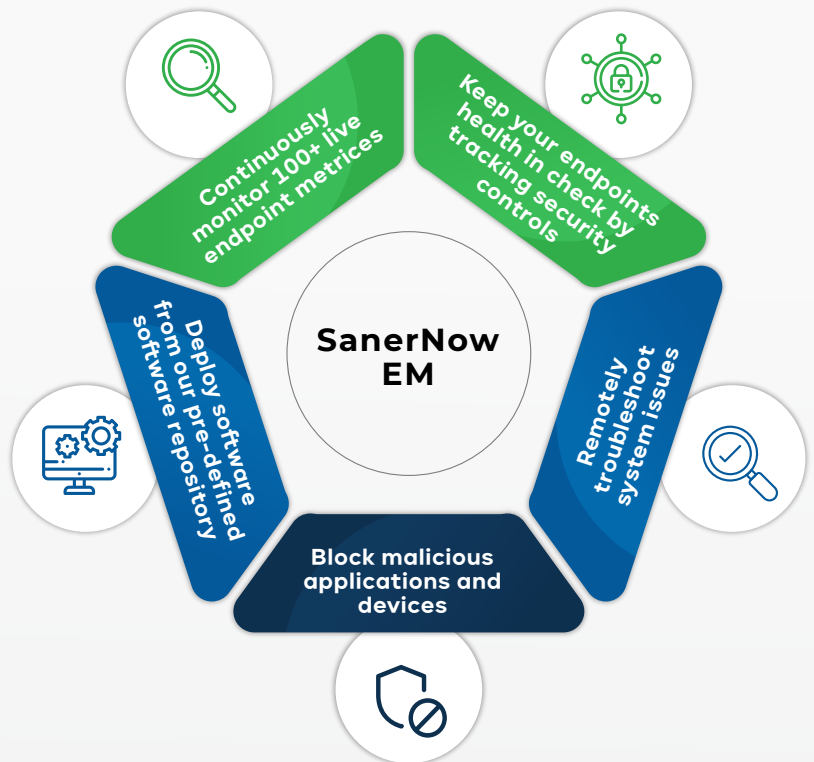 Continuously
monitor 100+ live
endpoint metrices
Keep your endpoints
health in check by
tracking security
controls
SanerNow
EM
Deploy software
from our pre-defined
software repository
Remotely
troubleshoot
system issues
Block malicious
applications and
devices